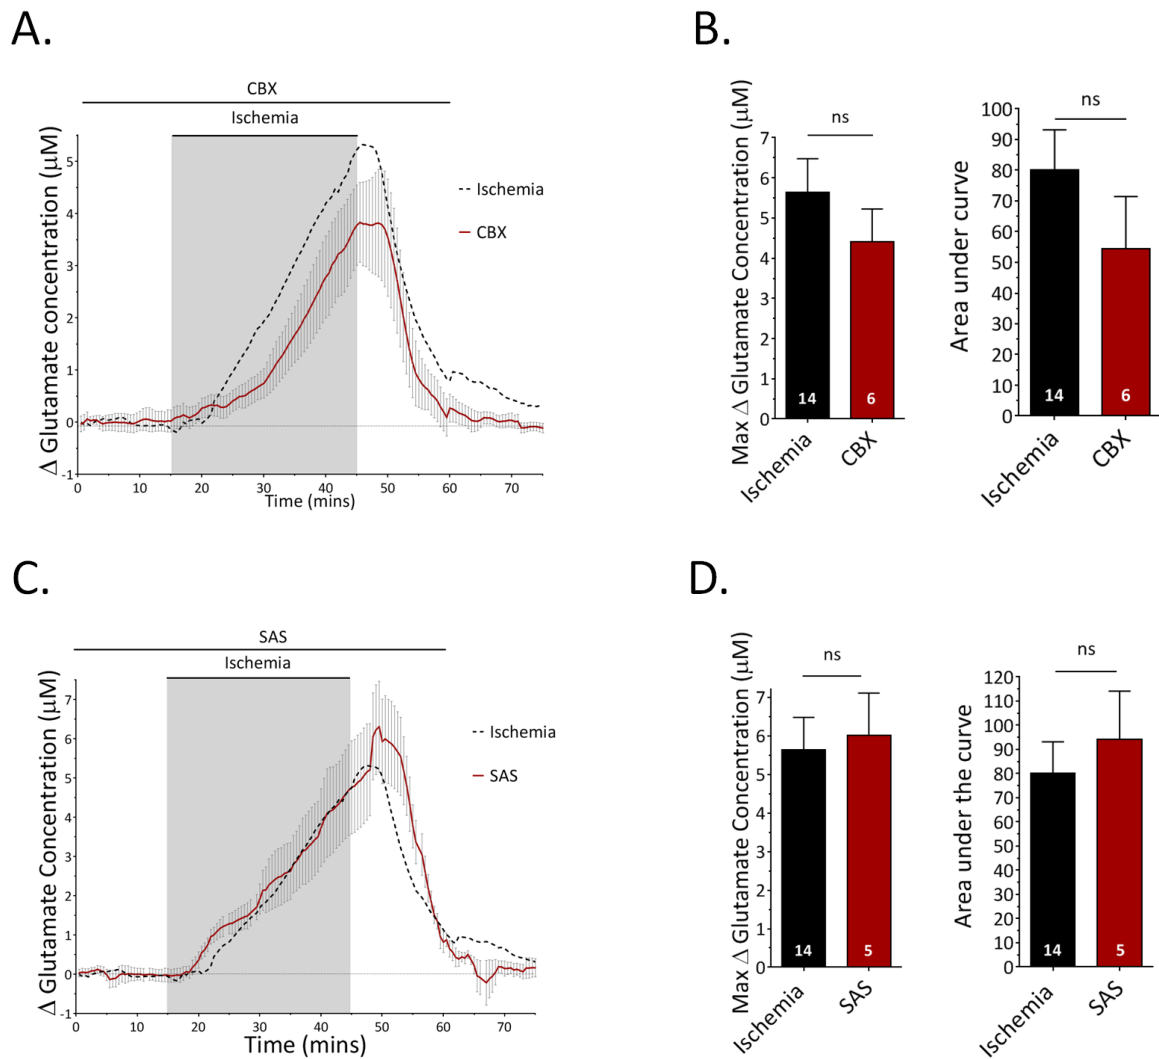 A.
CBX
Ischemia
Δ Glutamate concentration (μM)
5
4
3
2
1
0
-1
0 10 20 30 40 50 60 70
Time (mins)
Ischemia
CBX
B.
Max Δ Glutamate Concentration (μM)
7
6
5
4
3
2
1
0
ns
14 6
Ischemia CBX
Area under curve
100
90
80
70
60
50
40
30
20
10
0
ns
14 6
Ischemia CBX
C.
SAS
Ischemia
Δ Glutamate Concentration (μM)
7
6
5
4
3
2
1
0
-1
0 10 20 30 40 50 60 70
Time (mins)
Ischemia
SAS
D.
Max Δ Glutamate Concentration (μM)
7
6
5
4
3
2
1
0
ns
14 5
Ischemia SAS
Area under the curve
120
110
100
90
80
70
60
50
40
30
20
10
0
ns
14 5
Ischemia SAS